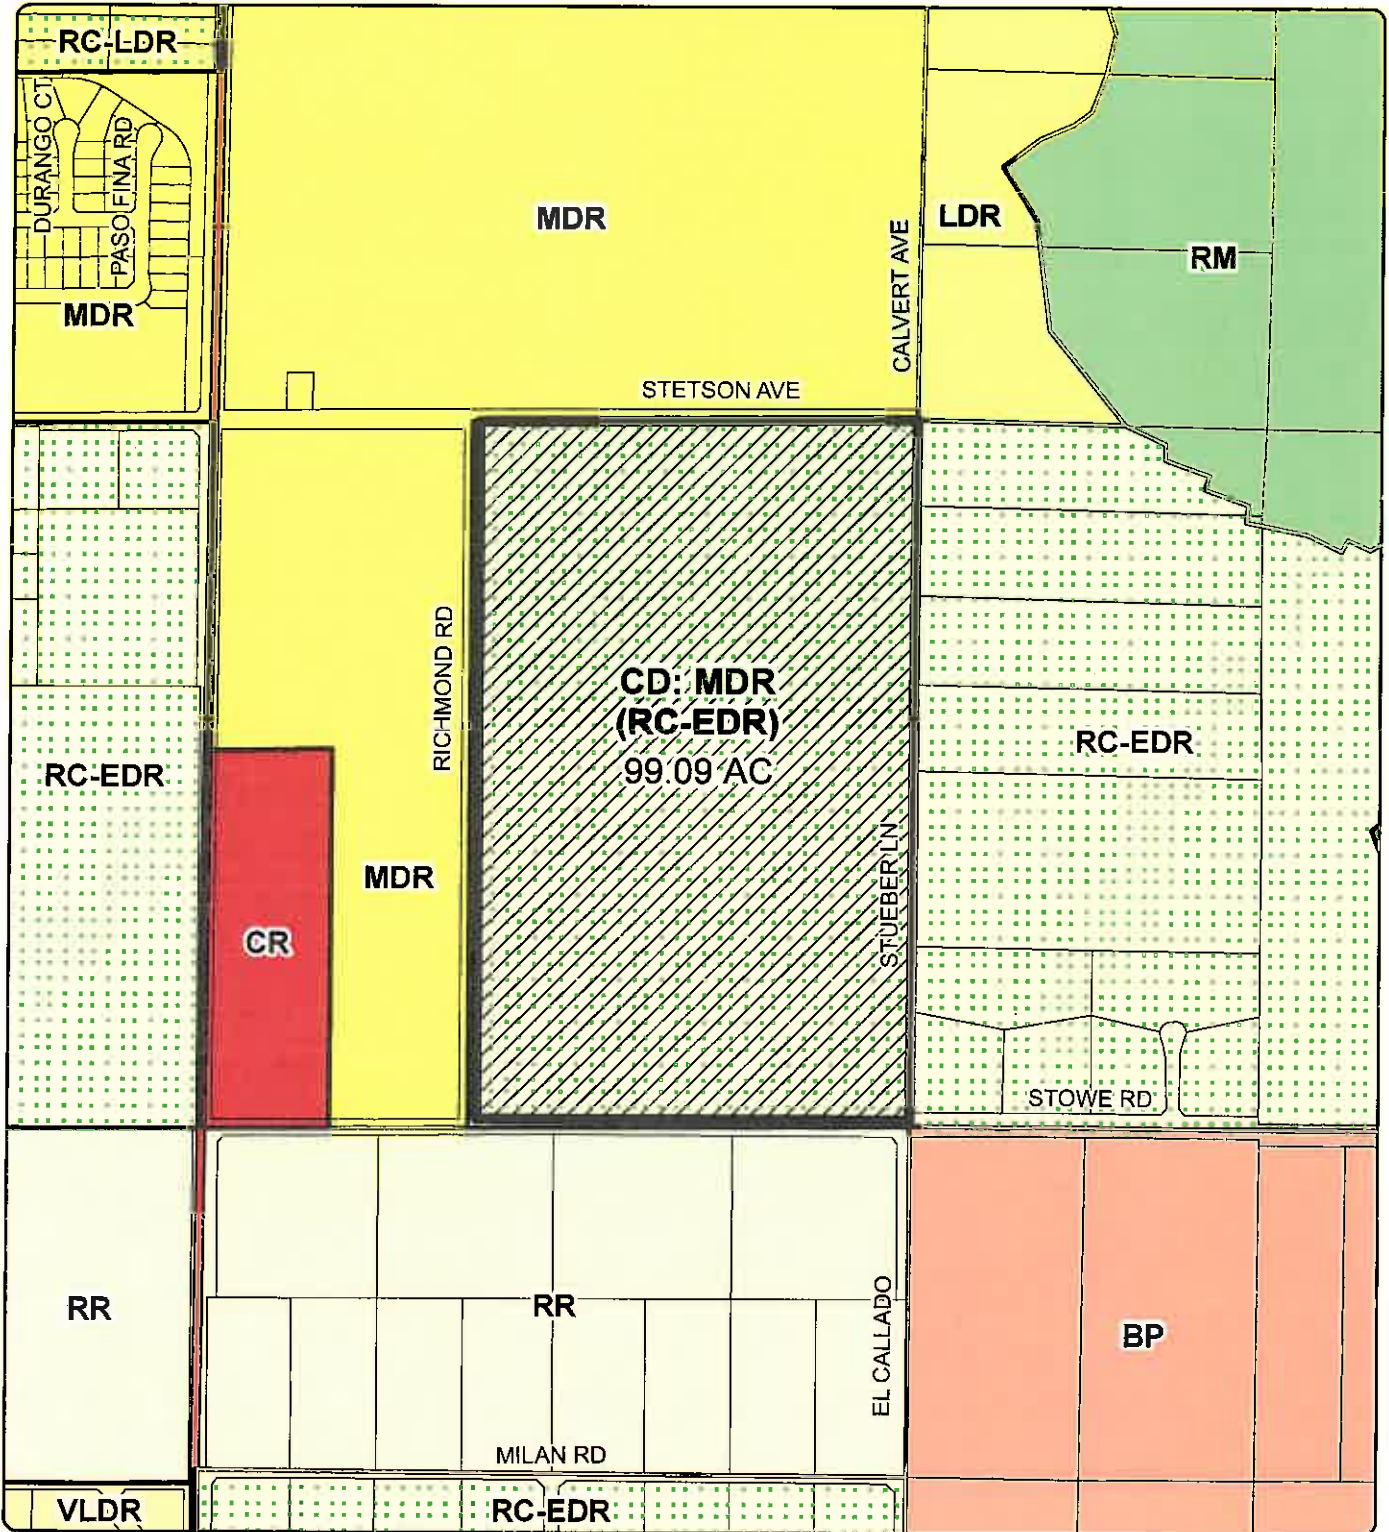 RC-LDR
DURANGO CT
PASO FINA RD
MDR
MDR
CALVERT AVE
LDR
RM
STETSON AVE
RICHMOND RD
CD: MDR
(RC-EDR)
99.09 AC
RC-EDR
RC-EDR
MDR
CR
STUEBER LN
STOWE RD
RR
RR
EL CALLADO
BP
MILAN RD
VLDR
RC-EDR